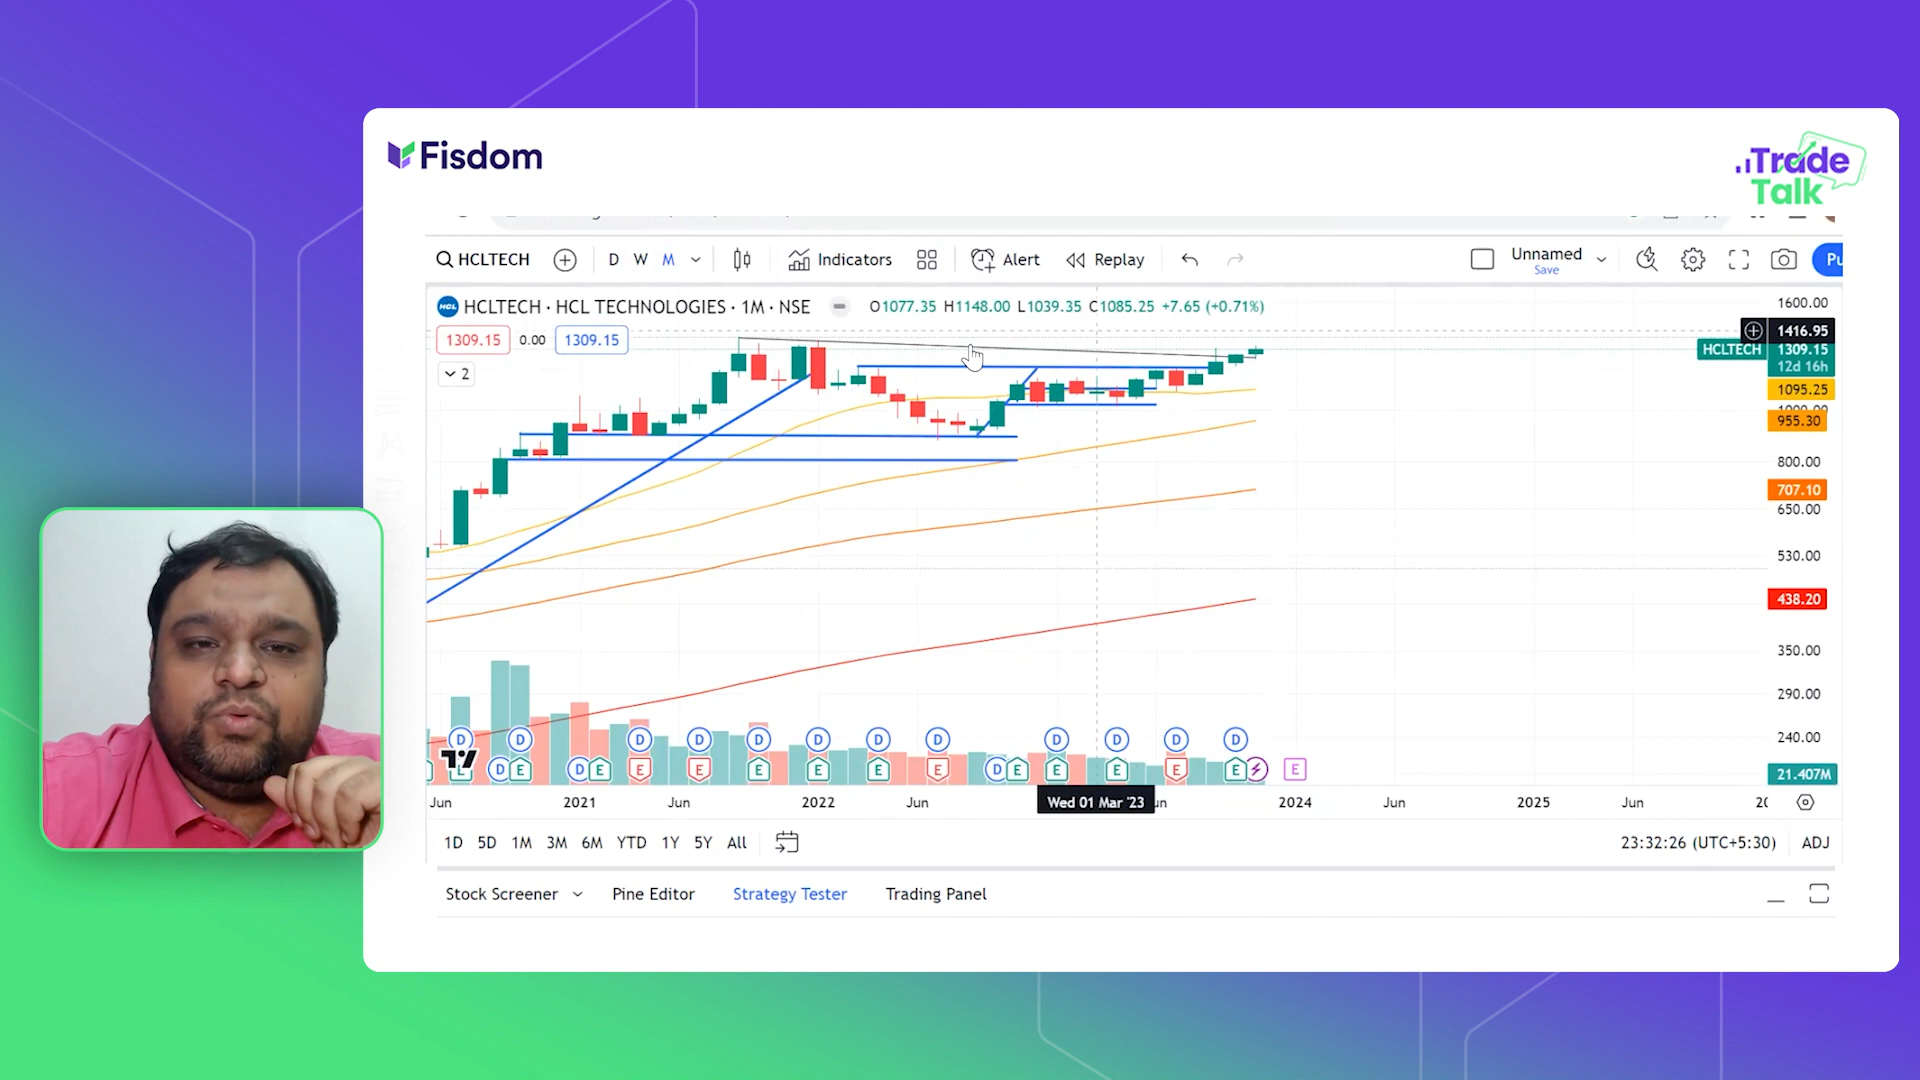 Fisdom
Trade
Talk
HCLTECH D W M Indicators Alert Replay Unnamed
Save
HCL HCLTECH · HCL TECHNOLOGIES · 1M · NSE O1077.35 H1148.00 L1039.35 C1085.25 +7.65 (+0.71%)
1309.15 0.00 1309.15
2
1600.00
1416.95
HCLTECH 1309.15
12d 16h
1095.25
955.30
800.00
707.10
650.00
530.00
438.20
350.00
290.00
240.00
21.407M
D D D D D D D D D D D D
D E D E E E E E E E D E E E E E E E
Jun 2021 Jun 2022 Jun Wed 01 Mar '23 2024 Jun 2025 Jun
1D 5D 1M 3M 6M YTD 1Y 5Y All 23:32:26 (UTC+5:30) ADJ
Stock Screener Pine Editor Strategy Tester Trading Panel